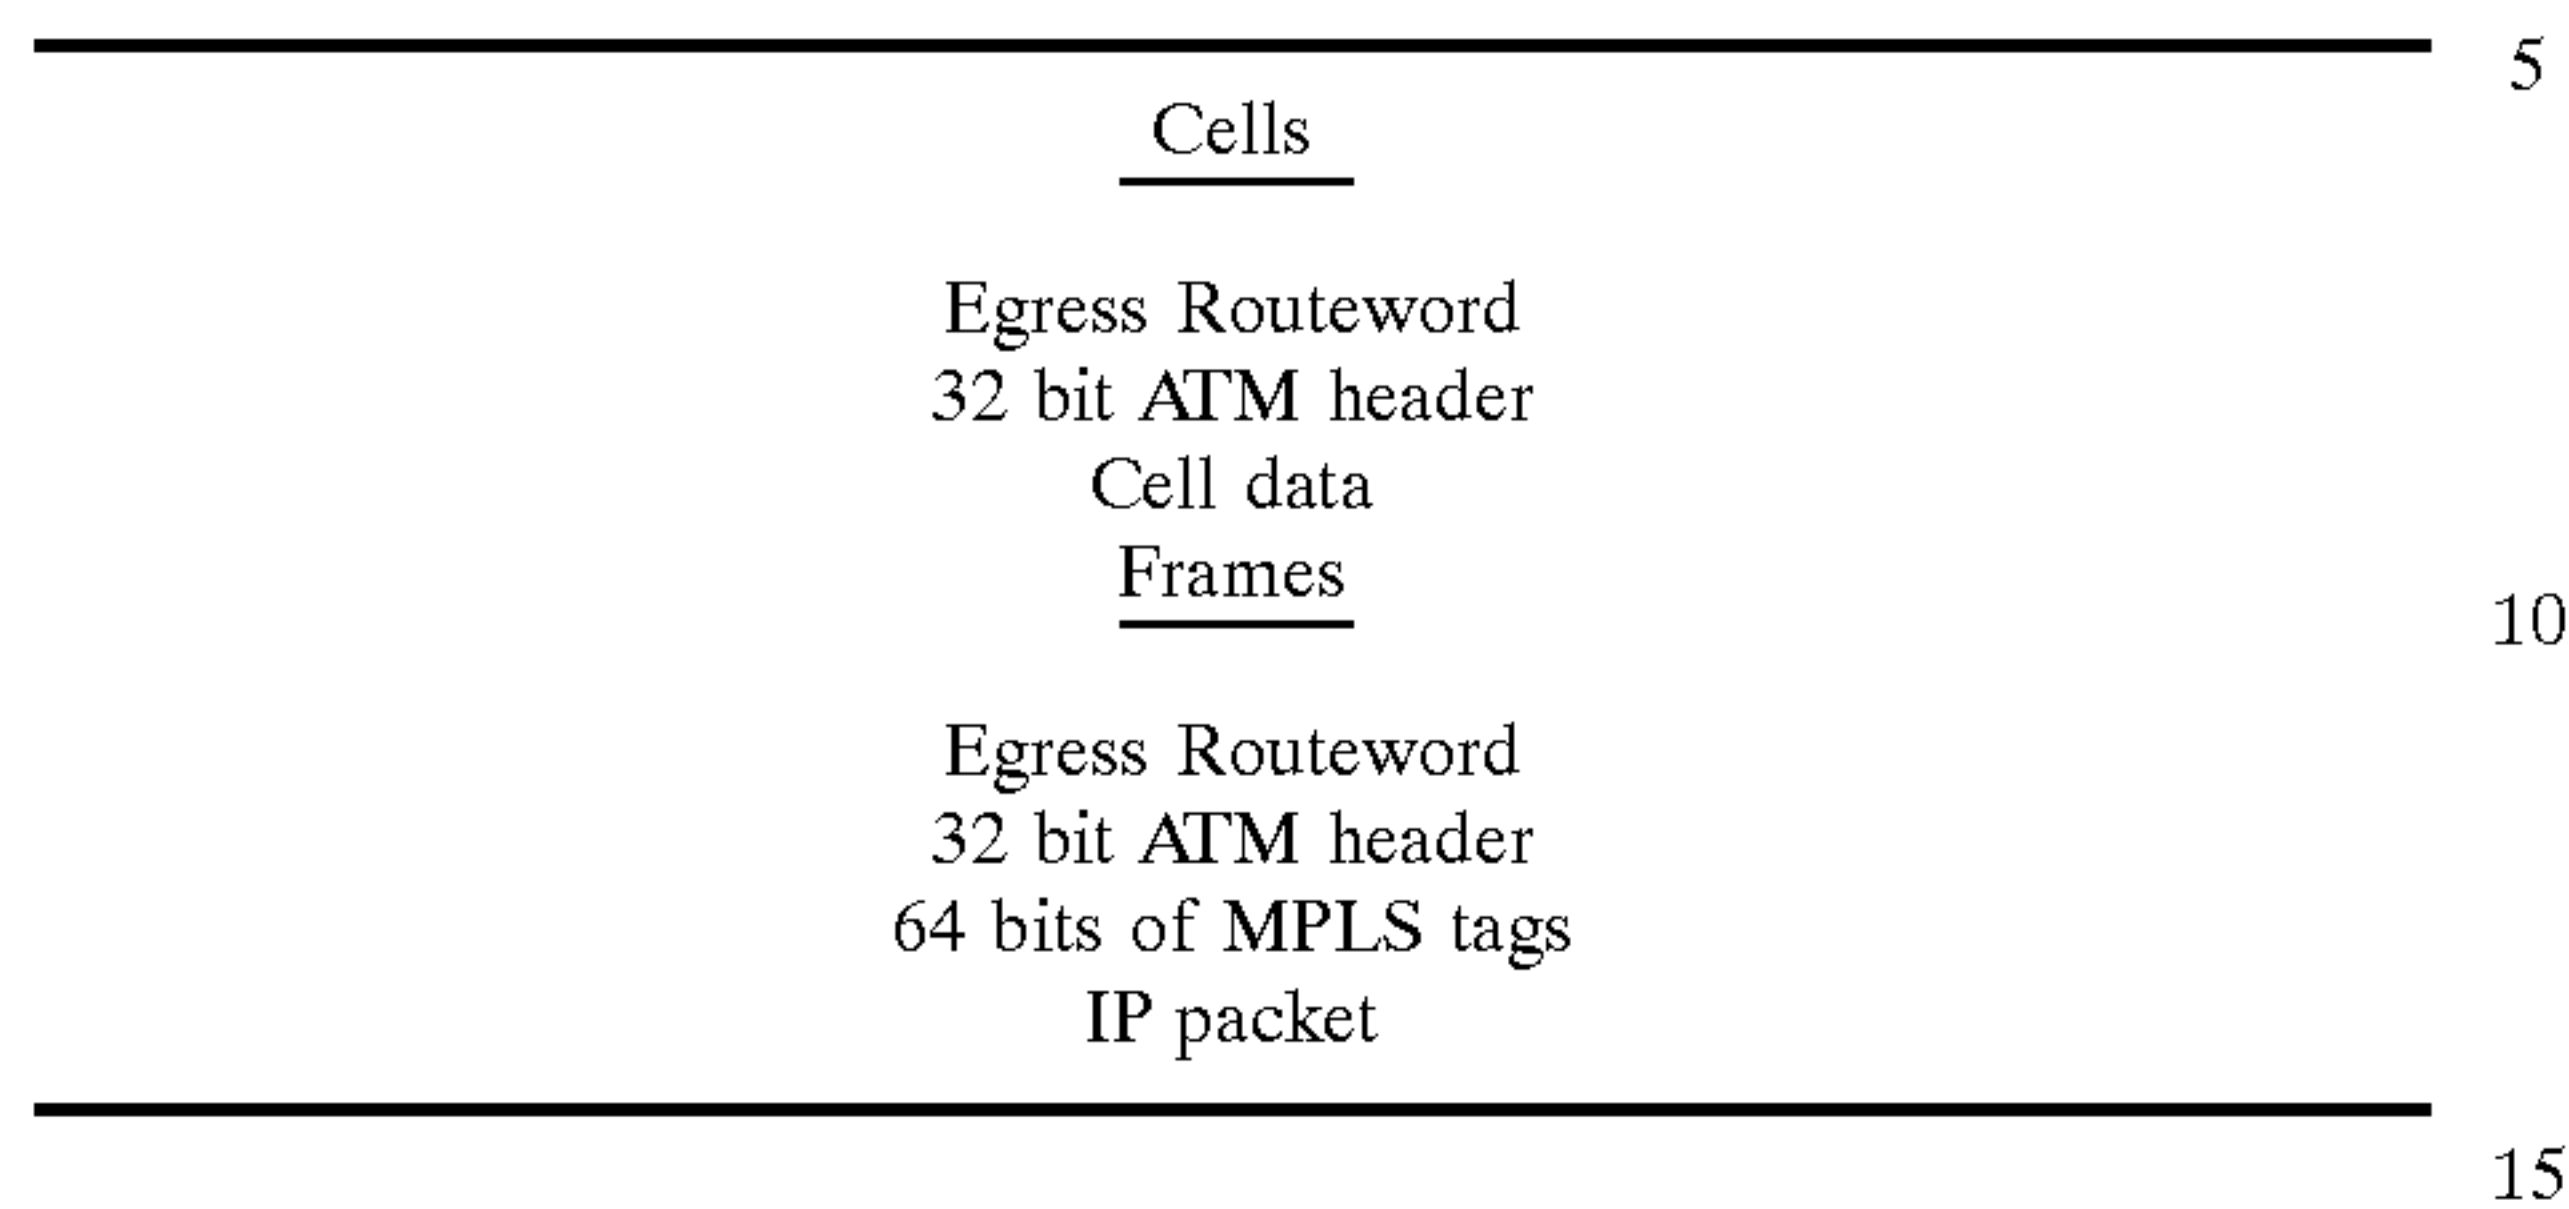 5
Cells
Egress Routeword
32 bit ATM header
Cell data
Frames
10
Egress Routeword
32 bit ATM header
64 bits of MPLS tags
IP packet
15